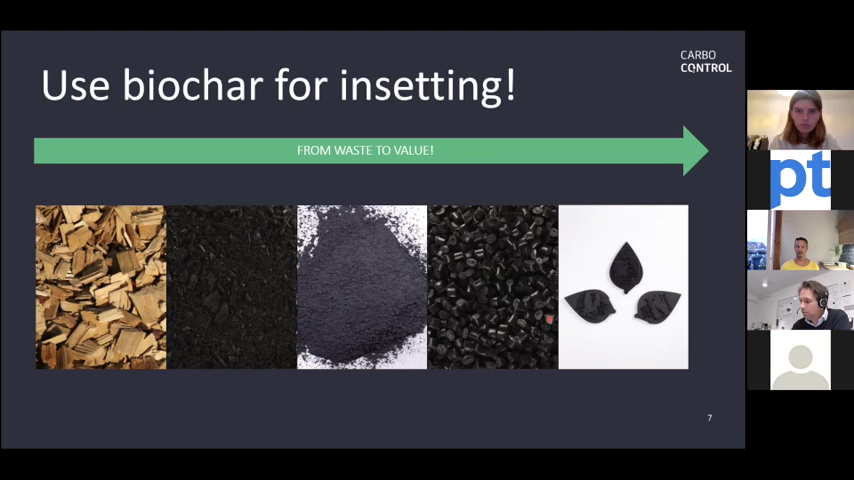 CARBO
CONTROL
Use biochar for insetting!
FROM WASTE TO VALUE!
pt
7